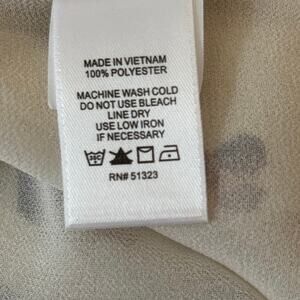 MADE IN VIETNAM
100% POLYESTER
MACHINE WASH COLD
DO NOT USE BLEACH
LINE DRY
USE LOW IRON
IF NECESSARY
30C
RN# 51323